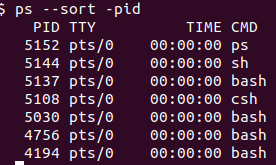 $ ps --sort -pid
PID TTY TIME CMD
5152 pts/0 00:00:00 ps
5144 pts/0 00:00:00 sh
5137 pts/0 00:00:00 bash
5108 pts/0 00:00:00 csh
5030 pts/0 00:00:00 bash
4756 pts/0 00:00:00 bash
4194 pts/0 00:00:00 bash